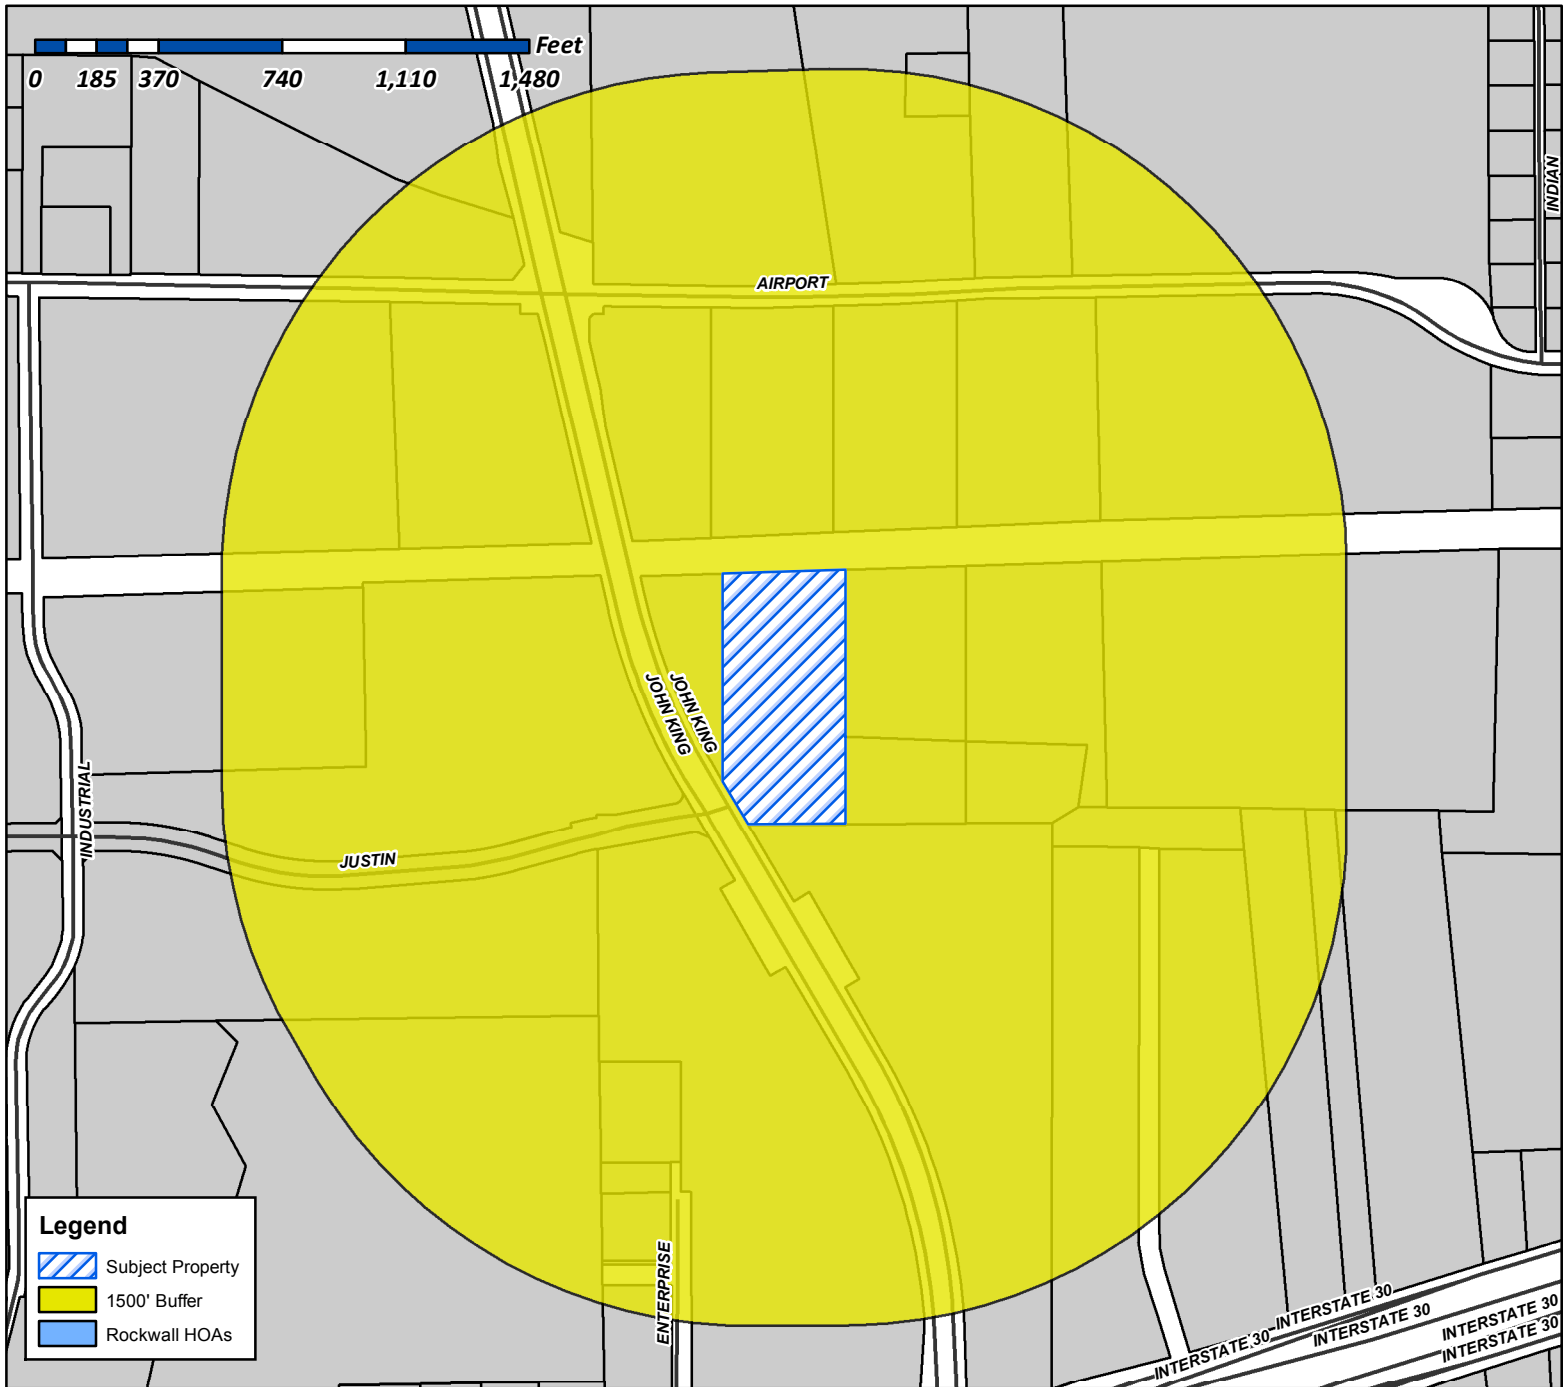 Feet
0 185 370 740 1,110 1,480
INDIAN
AIRPORT
JOHN KING
JOHN KING
INDUSTRIAL
JUSTIN
ENTERPRISE
INTERSTATE 30
INTERSTATE 30
INTERSTATE 30
INTERSTATE 30
INTERSTATE 30
Legend
Subject Property
1500' Buffer
Rockwall HOAs